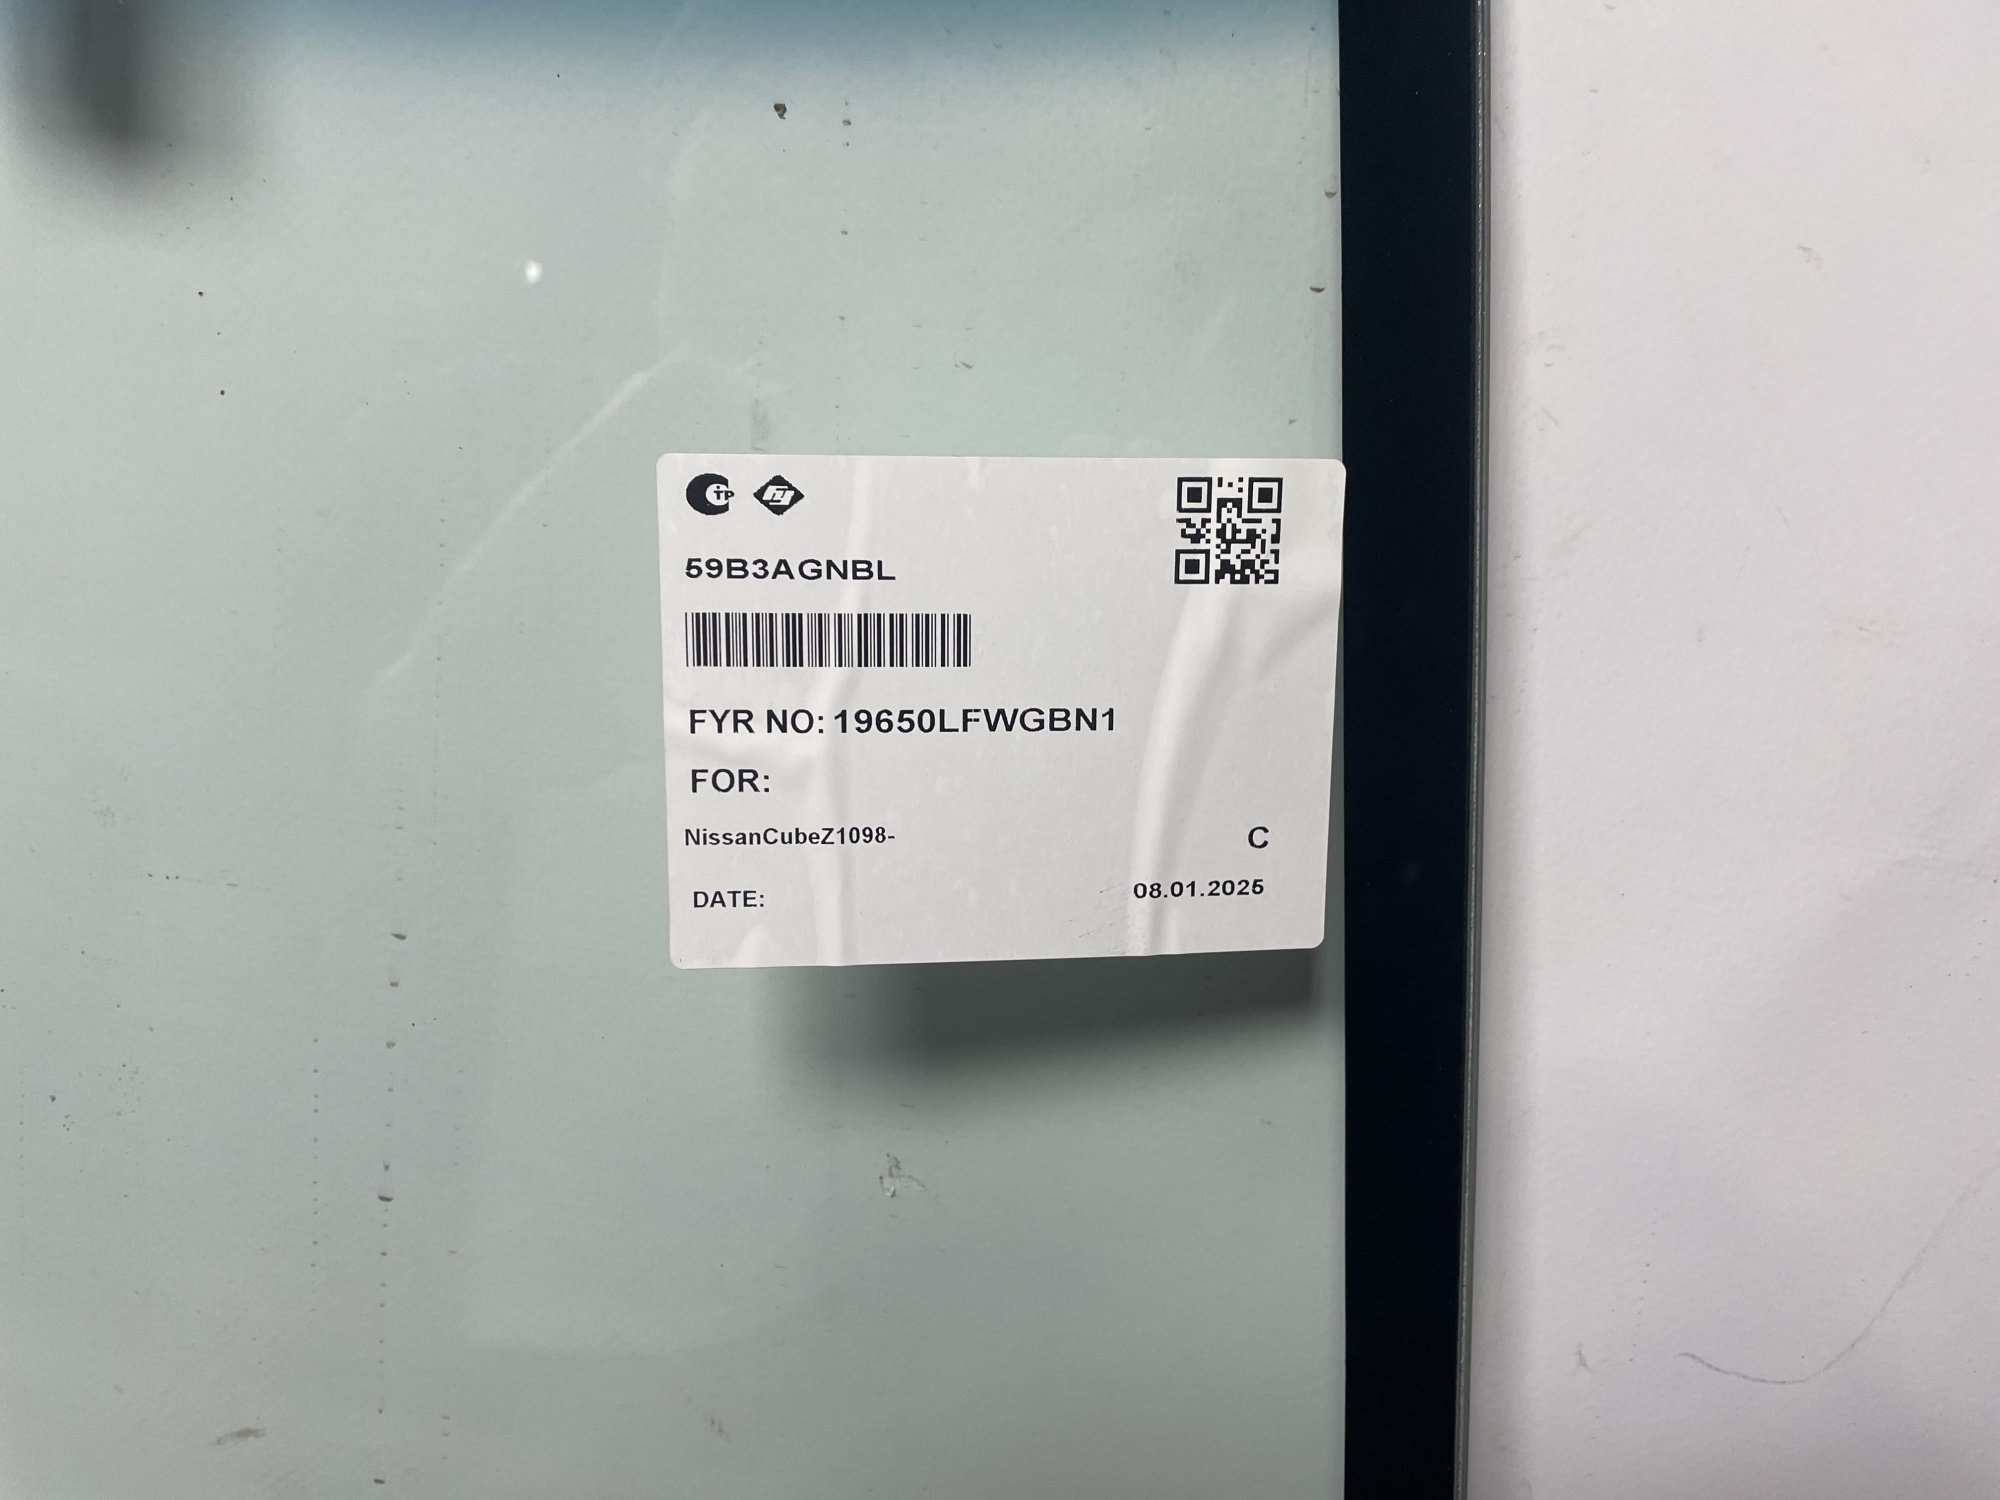 59B3AGNBL
FYR NO: 19650LFWGBN1
FOR:
NissanCubeZ1098-
C
DATE:
08.01.2025